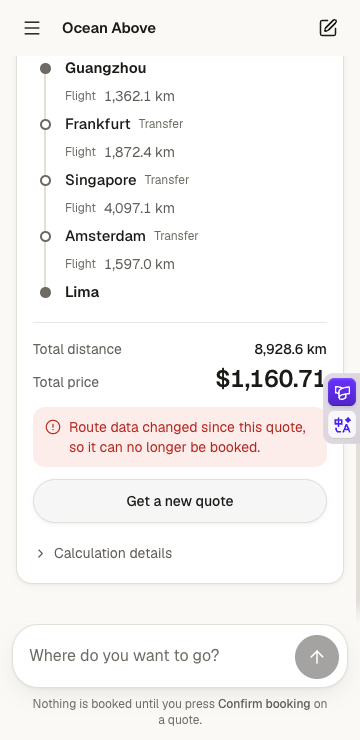 Ocean Above
Guangzhou
Flight 1,362.1 km
Frankfurt Transfer
Flight 1,872.4 km
Singapore Transfer
Flight 4,097.1 km
Amsterdam Transfer
Flight 1,597.0 km
Lima
Total distance 8,928.6 km
Total price $1,160.71
Route data changed since this quote,
so it can no longer be booked.
Get a new quote
Calculation details
Where do you want to go?
Nothing is booked until you press Confirm booking on
a quote.
中A